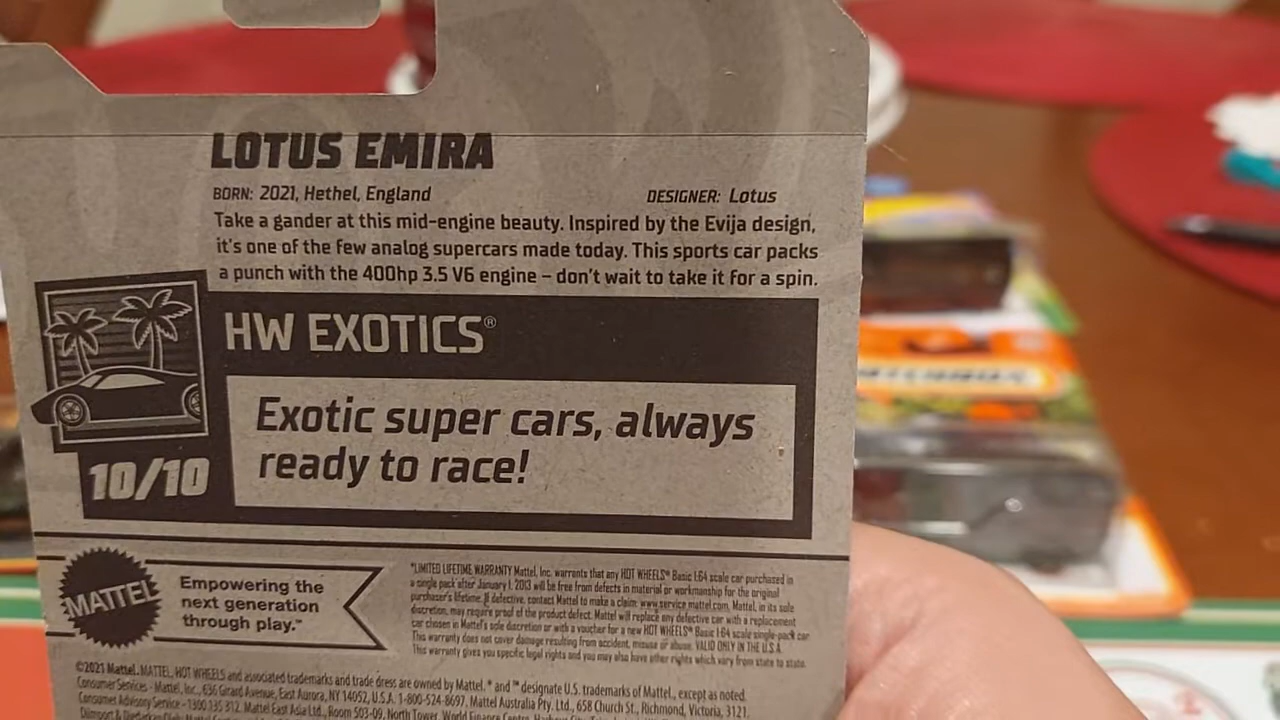 LOTUS EMIRA
BORN: 2021, Hethel, England DESIGNER: Lotus
Take a gander at this mid-engine beauty. Inspired by the Evija design,
it's one of the few analog supercars made today. This sports car packs
a punch with the 400hp 3.5 V6 engine – don't wait to take it for a spin.
HW EXOTICS®
Exotic super cars, always
ready to race!
10/10
MATTEL
Empowering the
next generation
through play.™
*LIMITED LIFETIME WARRANTY Mattel, Inc. warrants that any HOT WHEELS® Basic 1:64 scale car purchased in
a single pack after January 1, 2013 will be free from defects in material or workmanship for the original
purchaser's lifetime. If defective, contact Mattel to make a claim: www.service.mattel.com. Mattel, in its sole
discretion, may require proof of the product defect. Mattel will replace any defective car with a replacement
car chosen in Mattel's sole discretion or with a voucher for a new HOT WHEELS® Basic 1:64 scale single-pack car.
This warranty does not cover damage resulting from accident, misuse or abuse. VALID ONLY IN THE U.S.A.
This warranty gives you specific legal rights and you may also have other rights which vary from state to state.
©2021 Mattel. MATTEL, HOT WHEELS and associated trademarks and trade dress are owned by Mattel. ® and ™ designate U.S. trademarks of Mattel, except as noted.
Consumer Services - Mattel, Inc., 636 Girard Avenue, East Aurora, NY 14052, U.S.A. 1-800-524-8697. Mattel Australia Pty. Ltd., 658 Church St., Richmond, Victoria, 3121.
Consumer Advisory Service - 1300 135 312. Mattel East Asia Ltd., Room 503-09, North Tower, World Finance Centre,